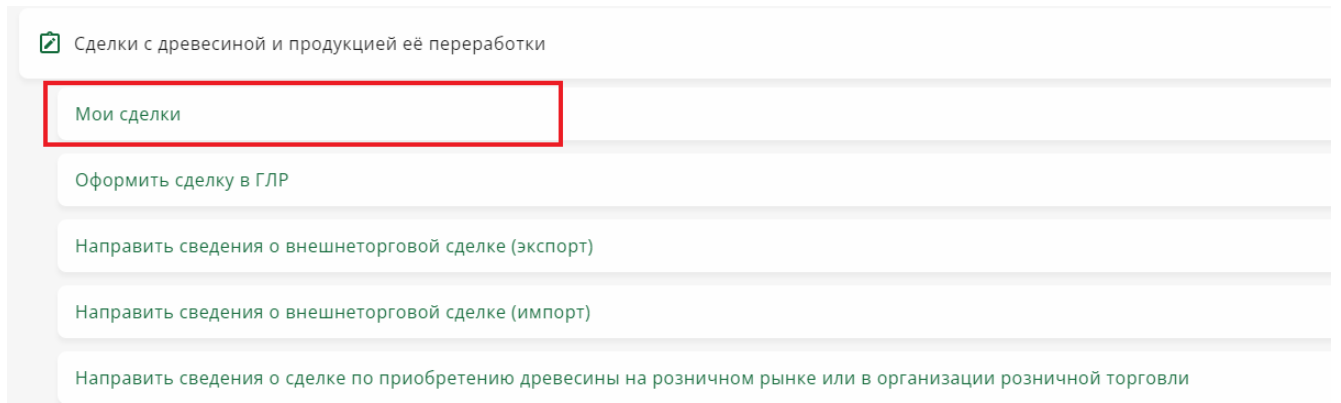 Сделки с древесиной и продукцией её переработки
Мои сделки
Оформить сделку в ГЛР
Направить сведения о внешнеторговой сделке (экспорт)
Направить сведения о внешнеторговой сделке (импорт)
Направить сведения о сделке по приобретению древесины на розничном рынке или в организации розничной торговли